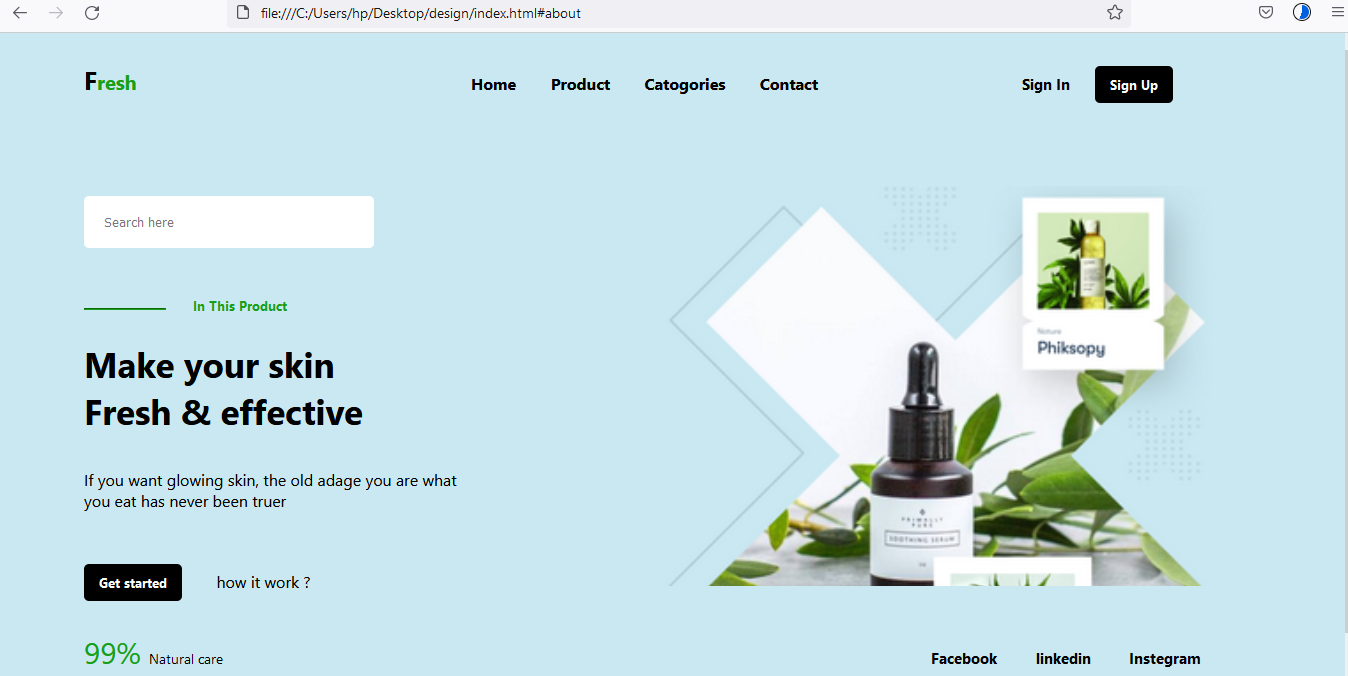 file:///C:/Users/hp/Desktop/design/index.html#about
Fresh
Home Product Catogories Contact
Sign In Sign Up
Search here
In This Product
Make your skin
Fresh & effective
If you want glowing skin, the old adage you are what
you eat has never been truer
Get started how it work ?
99% Natural care
Nature
Phiksopy
PRIMALLY
PURE
SOOTHING SERUM
Facebook linkedin Instegram